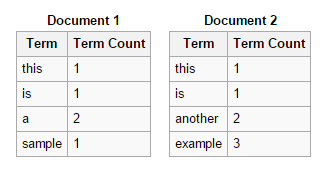 Document 1
Term Term Count
this 1
is 1
a 2
sample 1
Document 2
Term Term Count
this 1
is 1
another 2
example 3